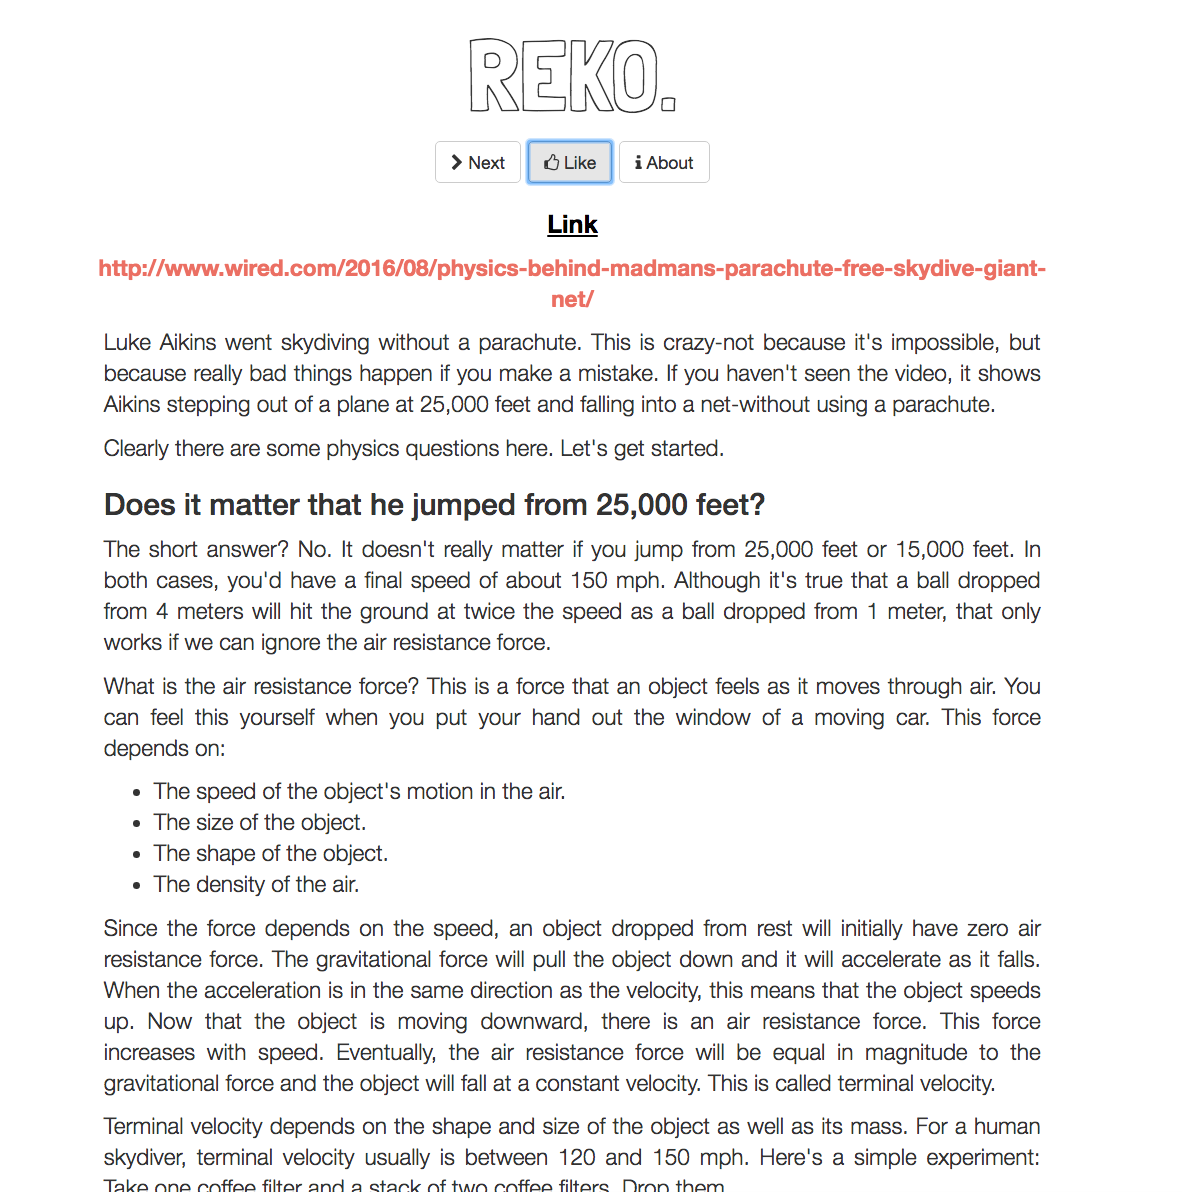 REKO.
Next
Like
About
Link
http://www.wired.com/2016/08/physics-behind-madmans-parachute-free-skydive-giant-
net/
Luke Aikins went skydiving without a parachute. This is crazy-not because it's impossible, but
because really bad things happen if you make a mistake. If you haven't seen the video, it shows
Aikins stepping out of a plane at 25,000 feet and falling into a net-without using a parachute.
Clearly there are some physics questions here. Let's get started.
Does it matter that he jumped from 25,000 feet?
The short answer? No. It doesn't really matter if you jump from 25,000 feet or 15,000 feet. In
both cases, you'd have a final speed of about 150 mph. Although it's true that a ball dropped
from 4 meters will hit the ground at twice the speed as a ball dropped from 1 meter, that only
works if we can ignore the air resistance force.
What is the air resistance force? This is a force that an object feels as it moves through air. You
can feel this yourself when you put your hand out the window of a moving car. This force
depends on:
• The speed of the object's motion in the air.
• The size of the object.
• The shape of the object.
• The density of the air.
Since the force depends on the speed, an object dropped from rest will initially have zero air
resistance force. The gravitational force will pull the object down and it will accelerate as it falls.
When the acceleration is in the same direction as the velocity, this means that the object speeds
up. Now that the object is moving downward, there is an air resistance force. This force
increases with speed. Eventually, the air resistance force will be equal in magnitude to the
gravitational force and the object will fall at a constant velocity. This is called terminal velocity.
Terminal velocity depends on the shape and size of the object as well as its mass. For a human
skydiver, terminal velocity usually is between 120 and 150 mph. Here's a simple experiment:
Take one coffee filter and a stack of two coffee filters. Drop them